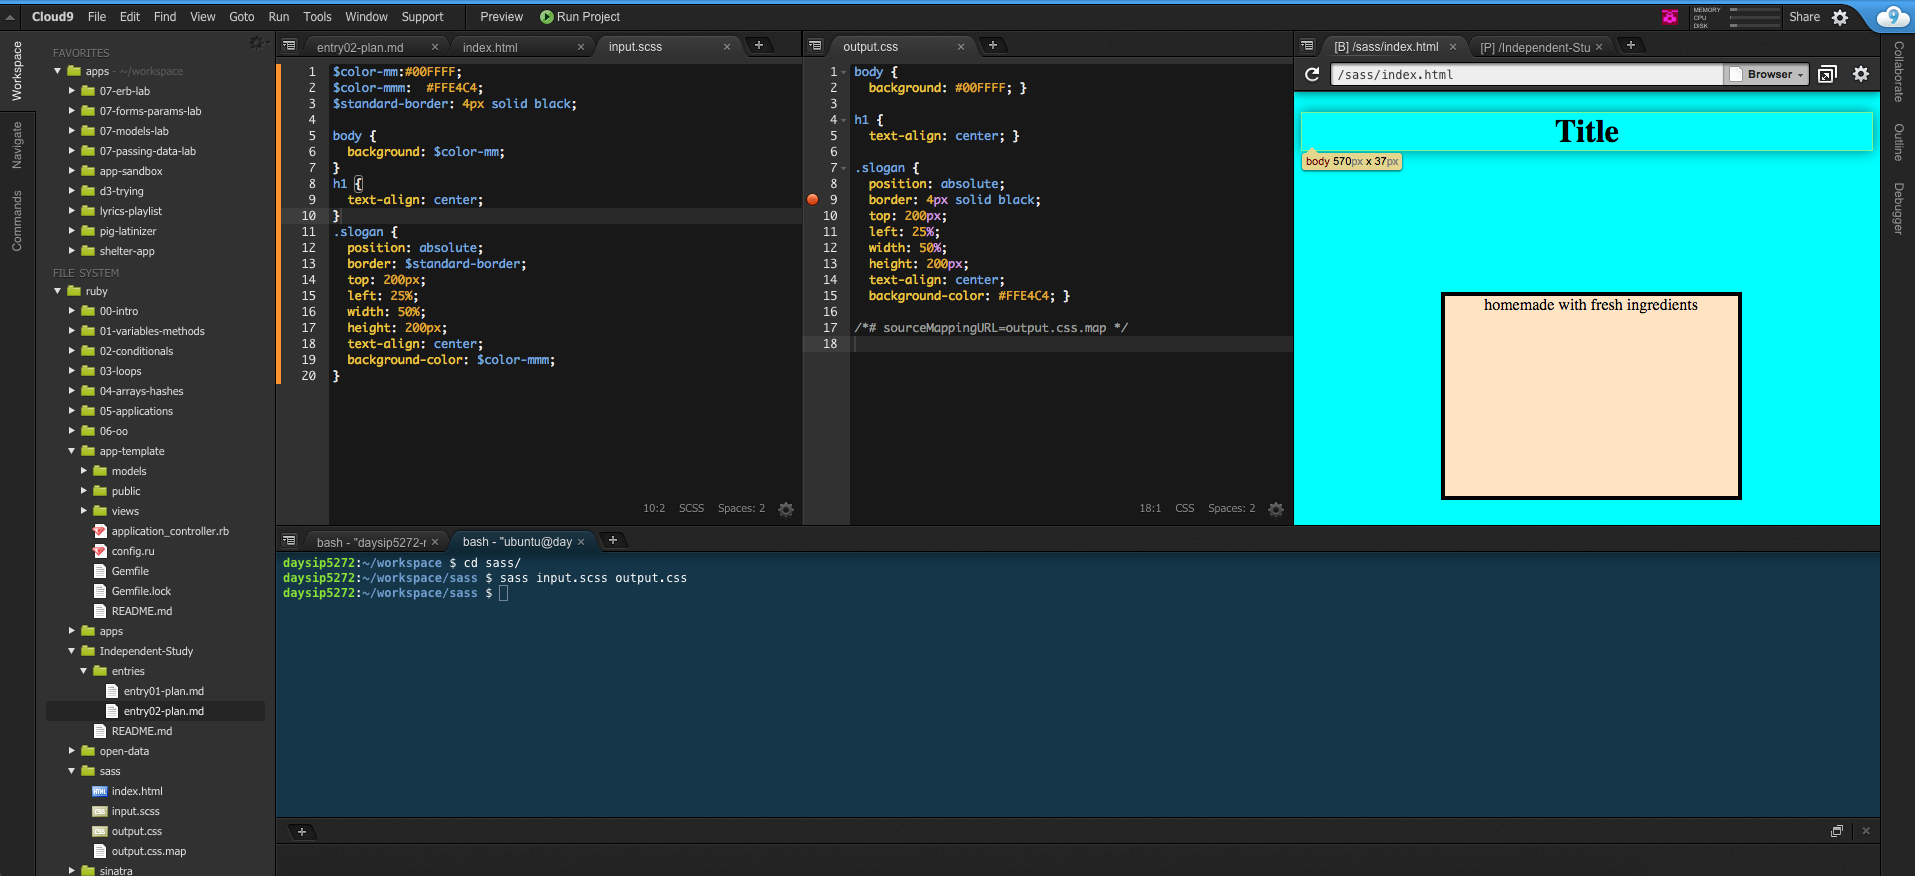 Cloud9 File Edit Find View Goto Run Tools Window Support Preview Run Project MEMORY CPU DISK Share
Workspace
Navigate
Commands
FAVORITES
apps - ~/workspace
07-erb-lab
07-forms-params-lab
07-models-lab
07-passing-data-lab
app-sandbox
d3-trying
lyrics-playlist
pig-latinizer
shelter-app
FILE SYSTEM
ruby
00-intro
01-variables-methods
02-conditionals
03-loops
04-arrays-hashes
05-applications
06-oo
app-template
models
public
views
application_controller.rb
config.ru
Gemfile
Gemfile.lock
README.md
apps
Independent-Study
entries
entry01-plan.md
entry02-plan.md
README.md
open-data
sass
index.html
input.scss
output.css
output.css.map
sinatra
entry02-plan.md index.html input.scss
1 $color-mm:#00FFFF;
2 $color-mmm:  #FFE4C4;
3 $standard-border: 4px solid black;
4
5 body {
6   background: $color-mm;
7 }
8 h1 {
9   text-align: center;
10 }
11 .slogan {
12   position: absolute;
13   border: $standard-border;
14   top: 200px;
15   left: 25%;
16   width: 50%;
17   height: 200px;
18   text-align: center;
19   background-color: $color-mmm;
20 }
10:2 SCSS Spaces: 2
output.css
1 body {
2   background: #00FFFF; }
3
4 h1 {
5   text-align: center; }
6
7 .slogan {
8   position: absolute;
9   border: 4px solid black;
10   top: 200px;
11   left: 25%;
12   width: 50%;
13   height: 200px;
14   text-align: center;
15   background-color: #FFE4C4; }
16
17 /*# sourceMappingURL=output.css.map */
18
18:1 CSS Spaces: 2
[B] /sass/index.html [P] /Independent-Stu
/sass/index.html Browser
Title
body 570px x 37px
homemade with fresh ingredients
Collaborate
Outline
Debugger
bash - "daysip5272-r bash - "ubuntu@day
daysip5272:~/workspace $ cd sass/
daysip5272:~/workspace/sass $ sass input.scss output.css
daysip5272:~/workspace/sass $